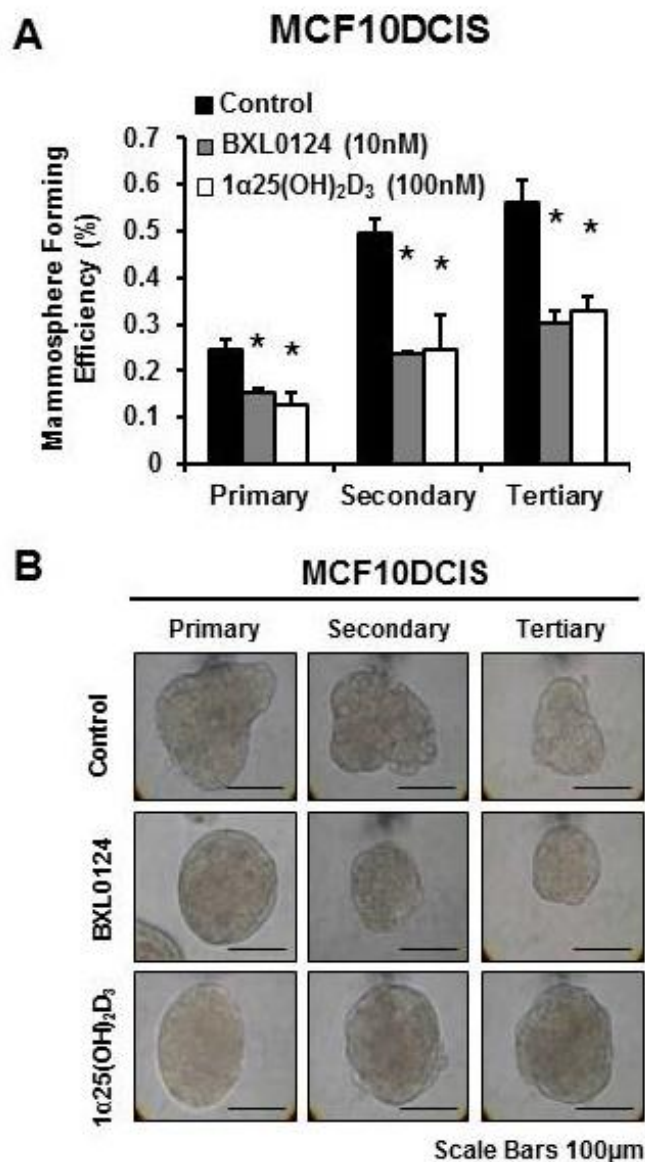 A
MCF10DCIS
Control
BXL0124 (10nM)
1α25(OH)₂D₃ (100nM)
Mammosphere Forming
Efficiency (%)
0.7
0.6
0.5
0.4
0.3
0.2
0.1
0
* * * * * *
Primary Secondary Tertiary
B
MCF10DCIS
Primary Secondary Tertiary
Control
BXL0124
1α25(OH)₂D₃
Scale Bars 100µm